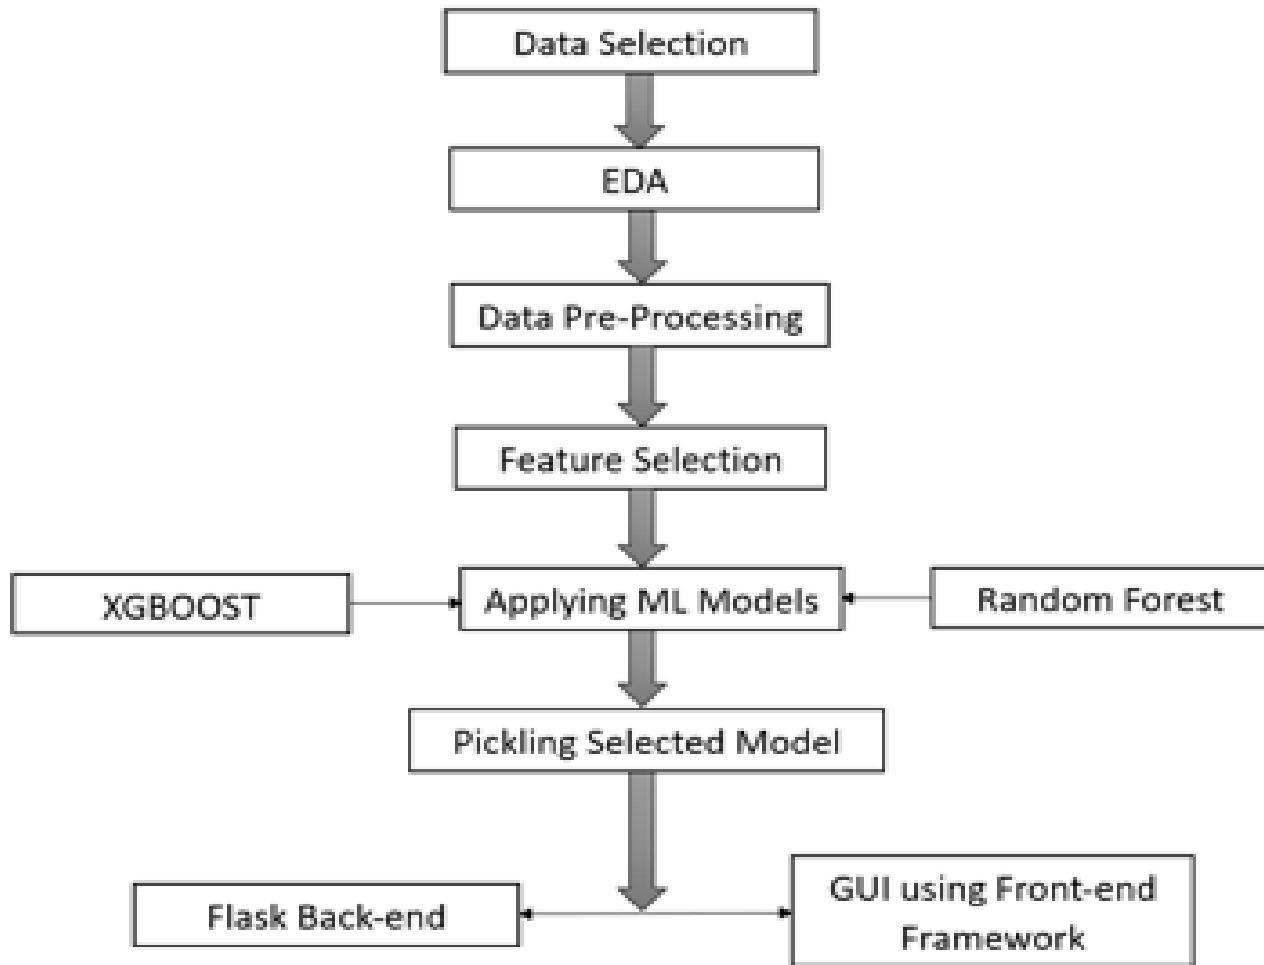 Data Selection
EDA
Data Pre-Processing
Feature Selection
XGBOOST
Applying ML Models
Random Forest
Pickling Selected Model
Flask Back-end
GUI using Front-end
Framework